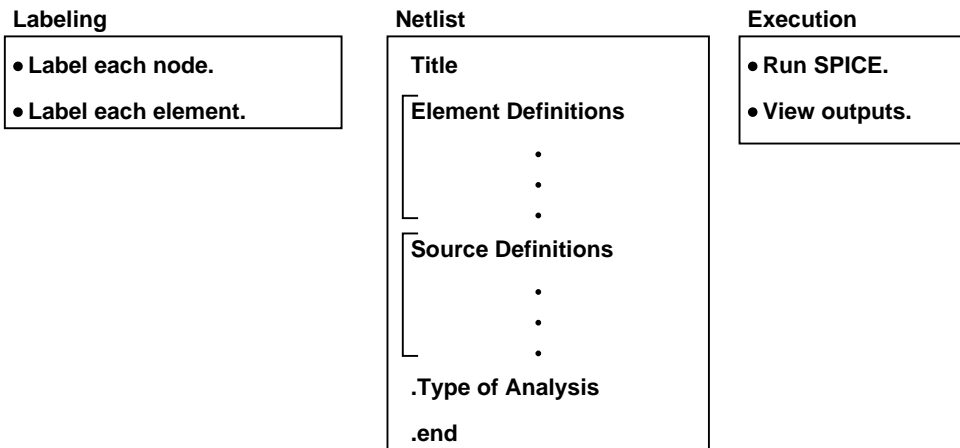 Labeling
• Label each node.
• Label each element.
Netlist
Title
Element Definitions
Source Definitions
.Type of Analysis
.end
Execution
• Run SPICE.
• View outputs.